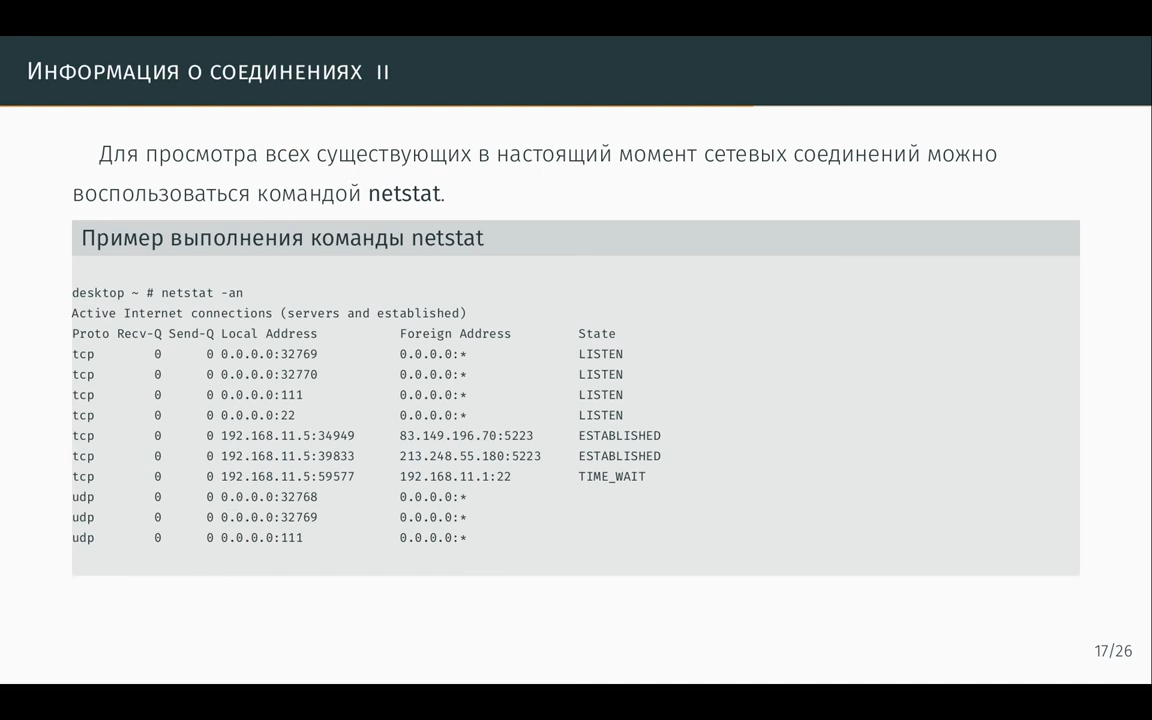 Информация о соединениях II
Для просмотра всех существующих в настоящий момент сетевых соединений можно
воспользоваться командой netstat.
Пример выполнения команды netstat
desktop ~ # netstat -an
Active Internet connections (servers and established)
Proto Recv-Q Send-Q Local Address           Foreign Address         State
tcp        0      0 0.0.0.0:32769           0.0.0.0:*               LISTEN
tcp        0      0 0.0.0.0:32770           0.0.0.0:*               LISTEN
tcp        0      0 0.0.0.0:111             0.0.0.0:*               LISTEN
tcp        0      0 0.0.0.0:22              0.0.0.0:*               LISTEN
tcp        0      0 192.168.11.5:34949      83.149.196.70:5223      ESTABLISHED
tcp        0      0 192.168.11.5:39833      213.248.55.180:5223     ESTABLISHED
tcp        0      0 192.168.11.5:59577      192.168.11.1:22         TIME_WAIT
udp        0      0 0.0.0.0:32768           0.0.0.0:*
udp        0      0 0.0.0.0:32769           0.0.0.0:*
udp        0      0 0.0.0.0:111             0.0.0.0:*
17/26